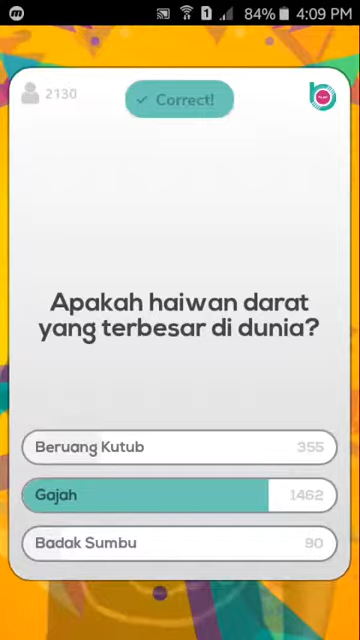 84% 4:09 PM
2130
✓ Correct!
Apakah haiwan darat
yang terbesar di dunia?
Beruang Kutub 355
Gajah 1462
Badak Sumbu 90